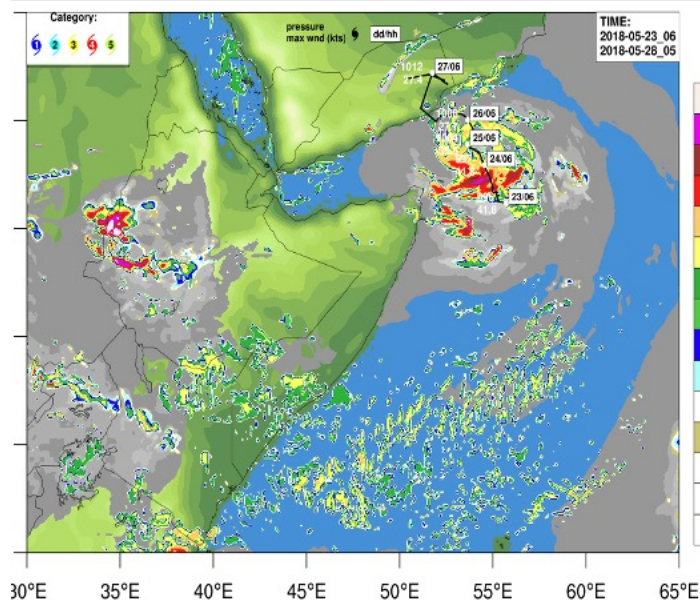 Category:
1 2 3 4 5
pressure
max wnd (kts)
dd/hh
TIME:
2018-05-23_06
2018-05-28_05
1012
27/06
26/06
25/06
24/06
23/06
30°E 35°E 40°E 45°E 50°E 55°E 60°E 65°E